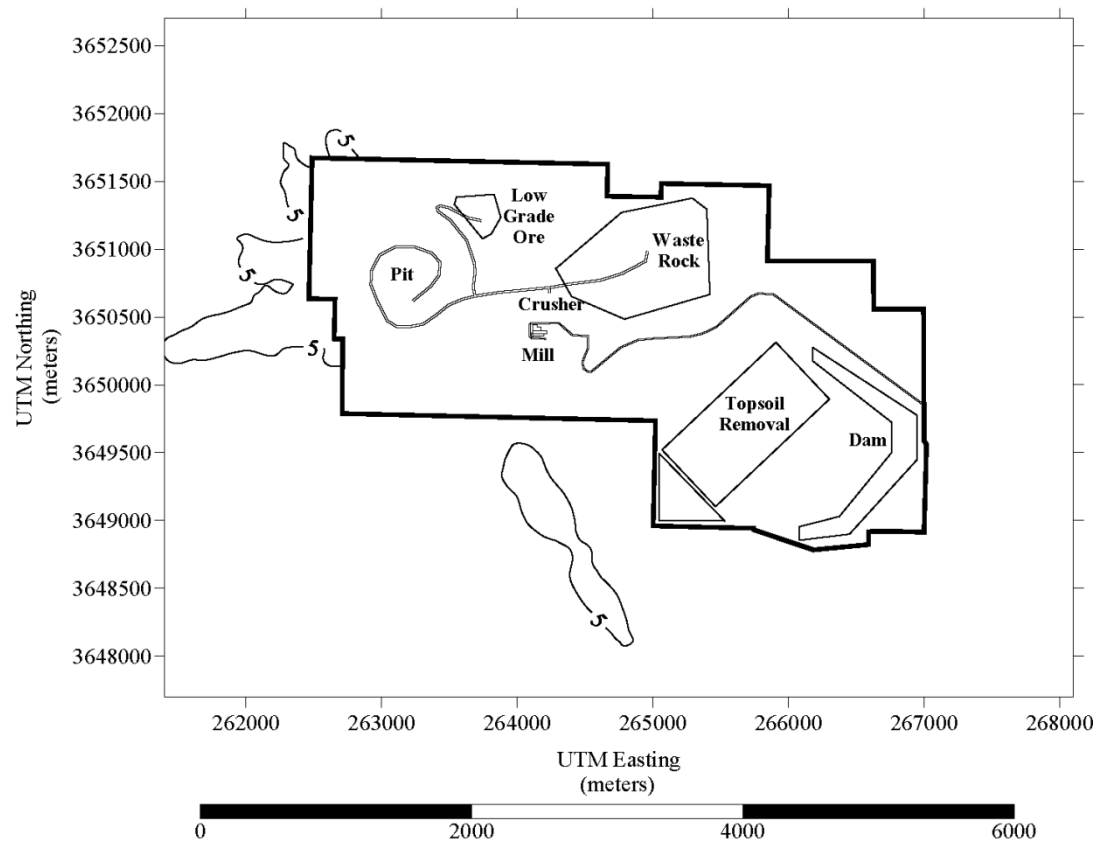 3652500
3652000
3651500
3651000
3650500
3650000
3649500
3649000
3648500
3648000
UTM Northing
(meters)
5
5
5
5
5
Low
Grade
Ore
Waste
Rock
Pit
Crusher
Mill
Topsoil
Removal
Dam
262000
263000
264000
265000
266000
267000
268000
UTM Easting
(meters)
0
2000
4000
6000